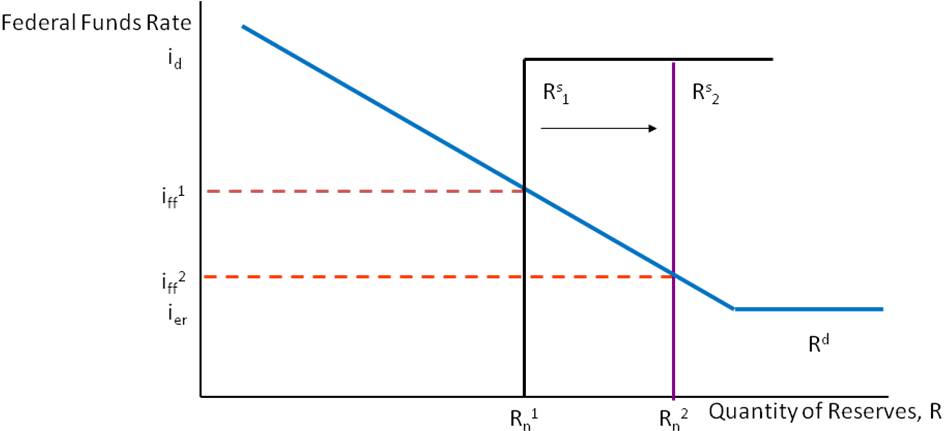 Federal Funds Rate
i_d
R^s_1
R^s_2
i_ff^1
i_ff^2
i_er
R^d
R_n^1
R_n^2
Quantity of Reserves, R